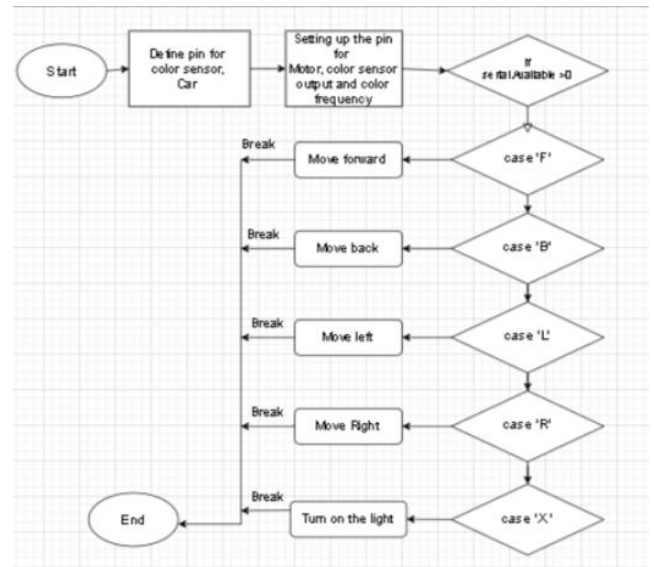 Start
Define pin for
color sensor,
Car
Setting up the pin
for
Motor, color sensor
output and color
frequency
If
serial.Available >0
Break
Move forward
case 'F'
Break
Move back
case 'B'
Break
Move left
case 'L'
Break
Move Right
case 'R'
Break
End
Turn on the light
case 'X'